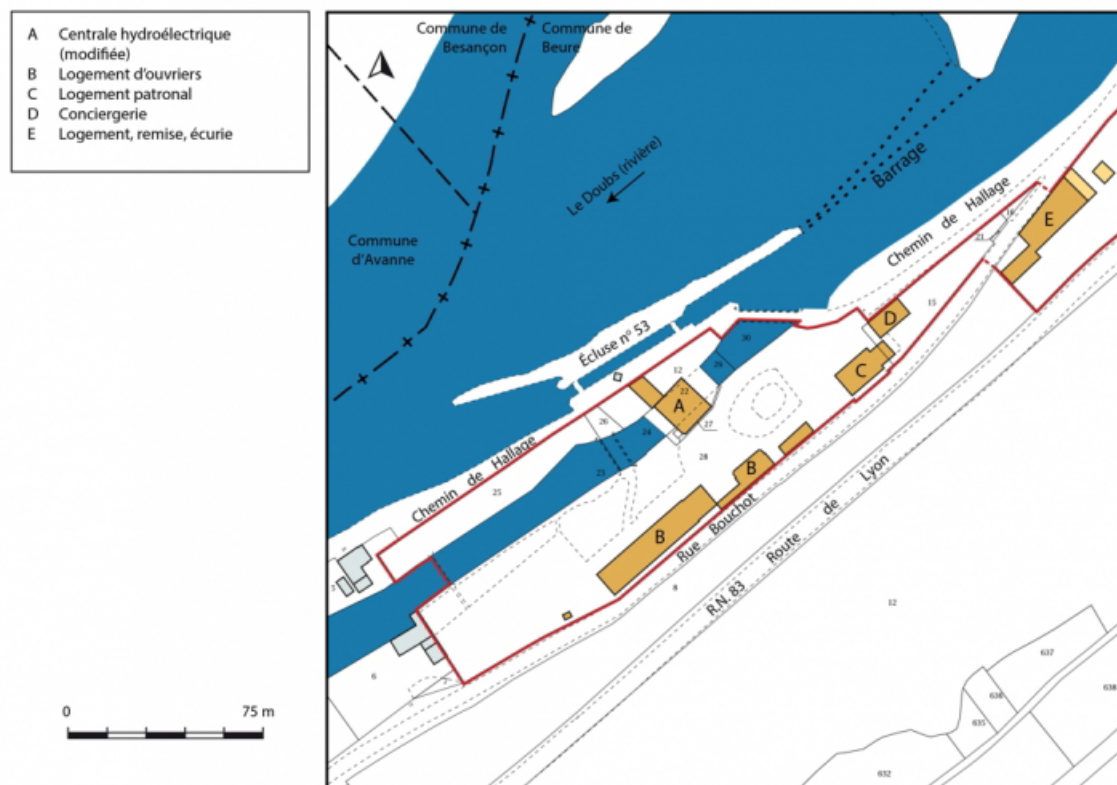 A Centrale hydroélectrique
(modifiée)
B Logement d'ouvriers
C Logement patronal
D Conciergerie
E Logement, remise, écurie
0 75 m
Commune de
Besançon
Commune de
Beure
Commune
d'Avanne
Le Doubs (rivière)
Barrage
Chemin de Hallage
Écluse n° 53
Chemin de Hallage
Rue Bouchot
R.N. 83 Route de Lyon
A
B
B
C
D
E
16
21
15
30
29
12
22
27
28
26
24
23
25
8
12
6
7
637
636
635
638
632